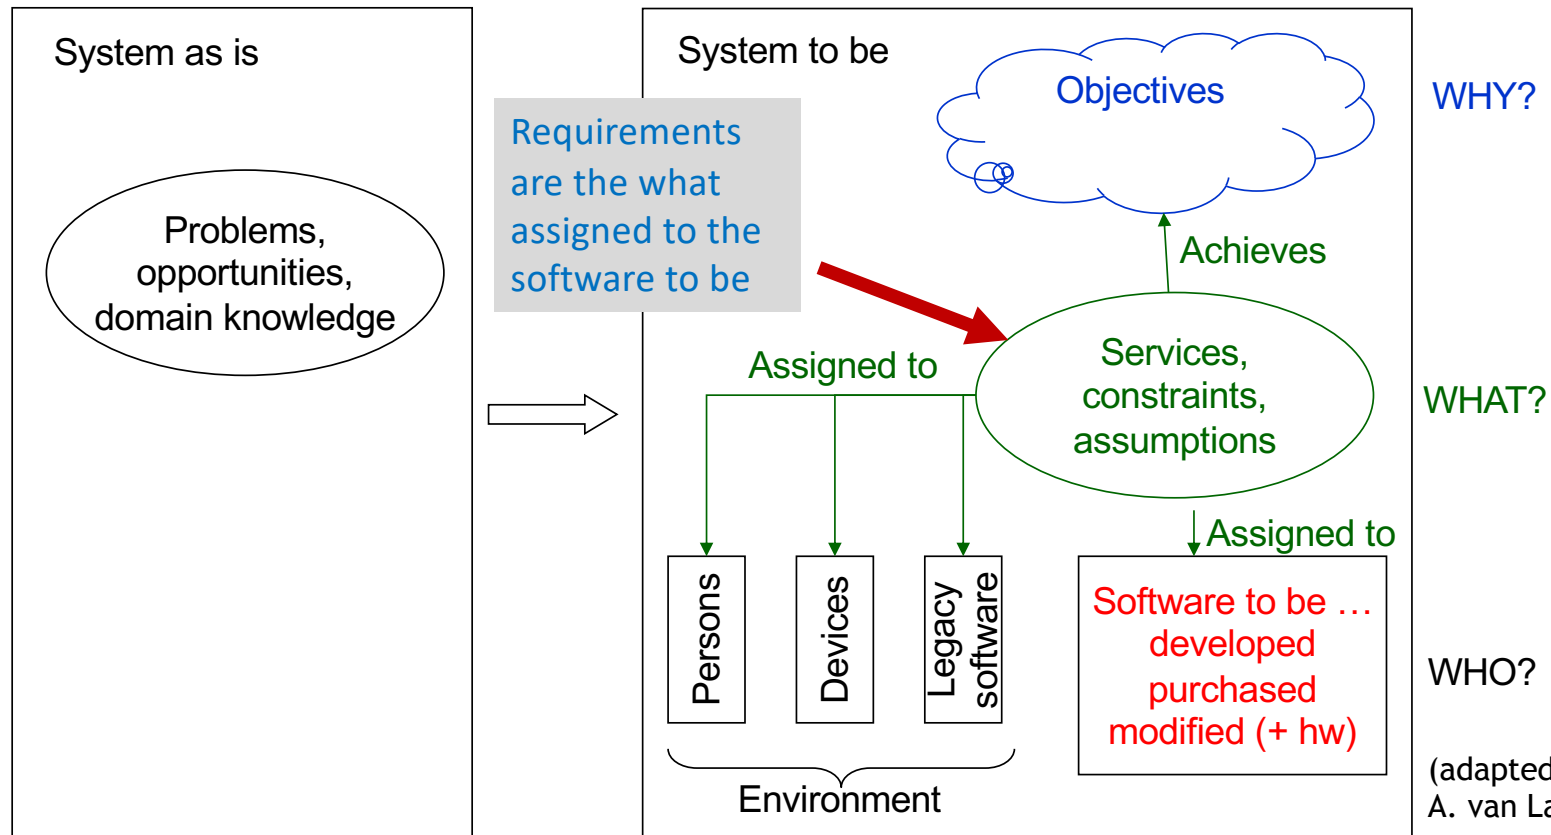 System as is
Problems,
opportunities,
domain knowledge
System to be
Requirements
are the what
assigned to the
software to be
Objectives
WHY?
Achieves
Services,
constraints,
assumptions
WHAT?
Assigned to
Assigned to
Persons
Devices
Legacy
software
Environment
Software to be …
developed
purchased
modified (+ hw)
WHO?
(adapted
A. van La